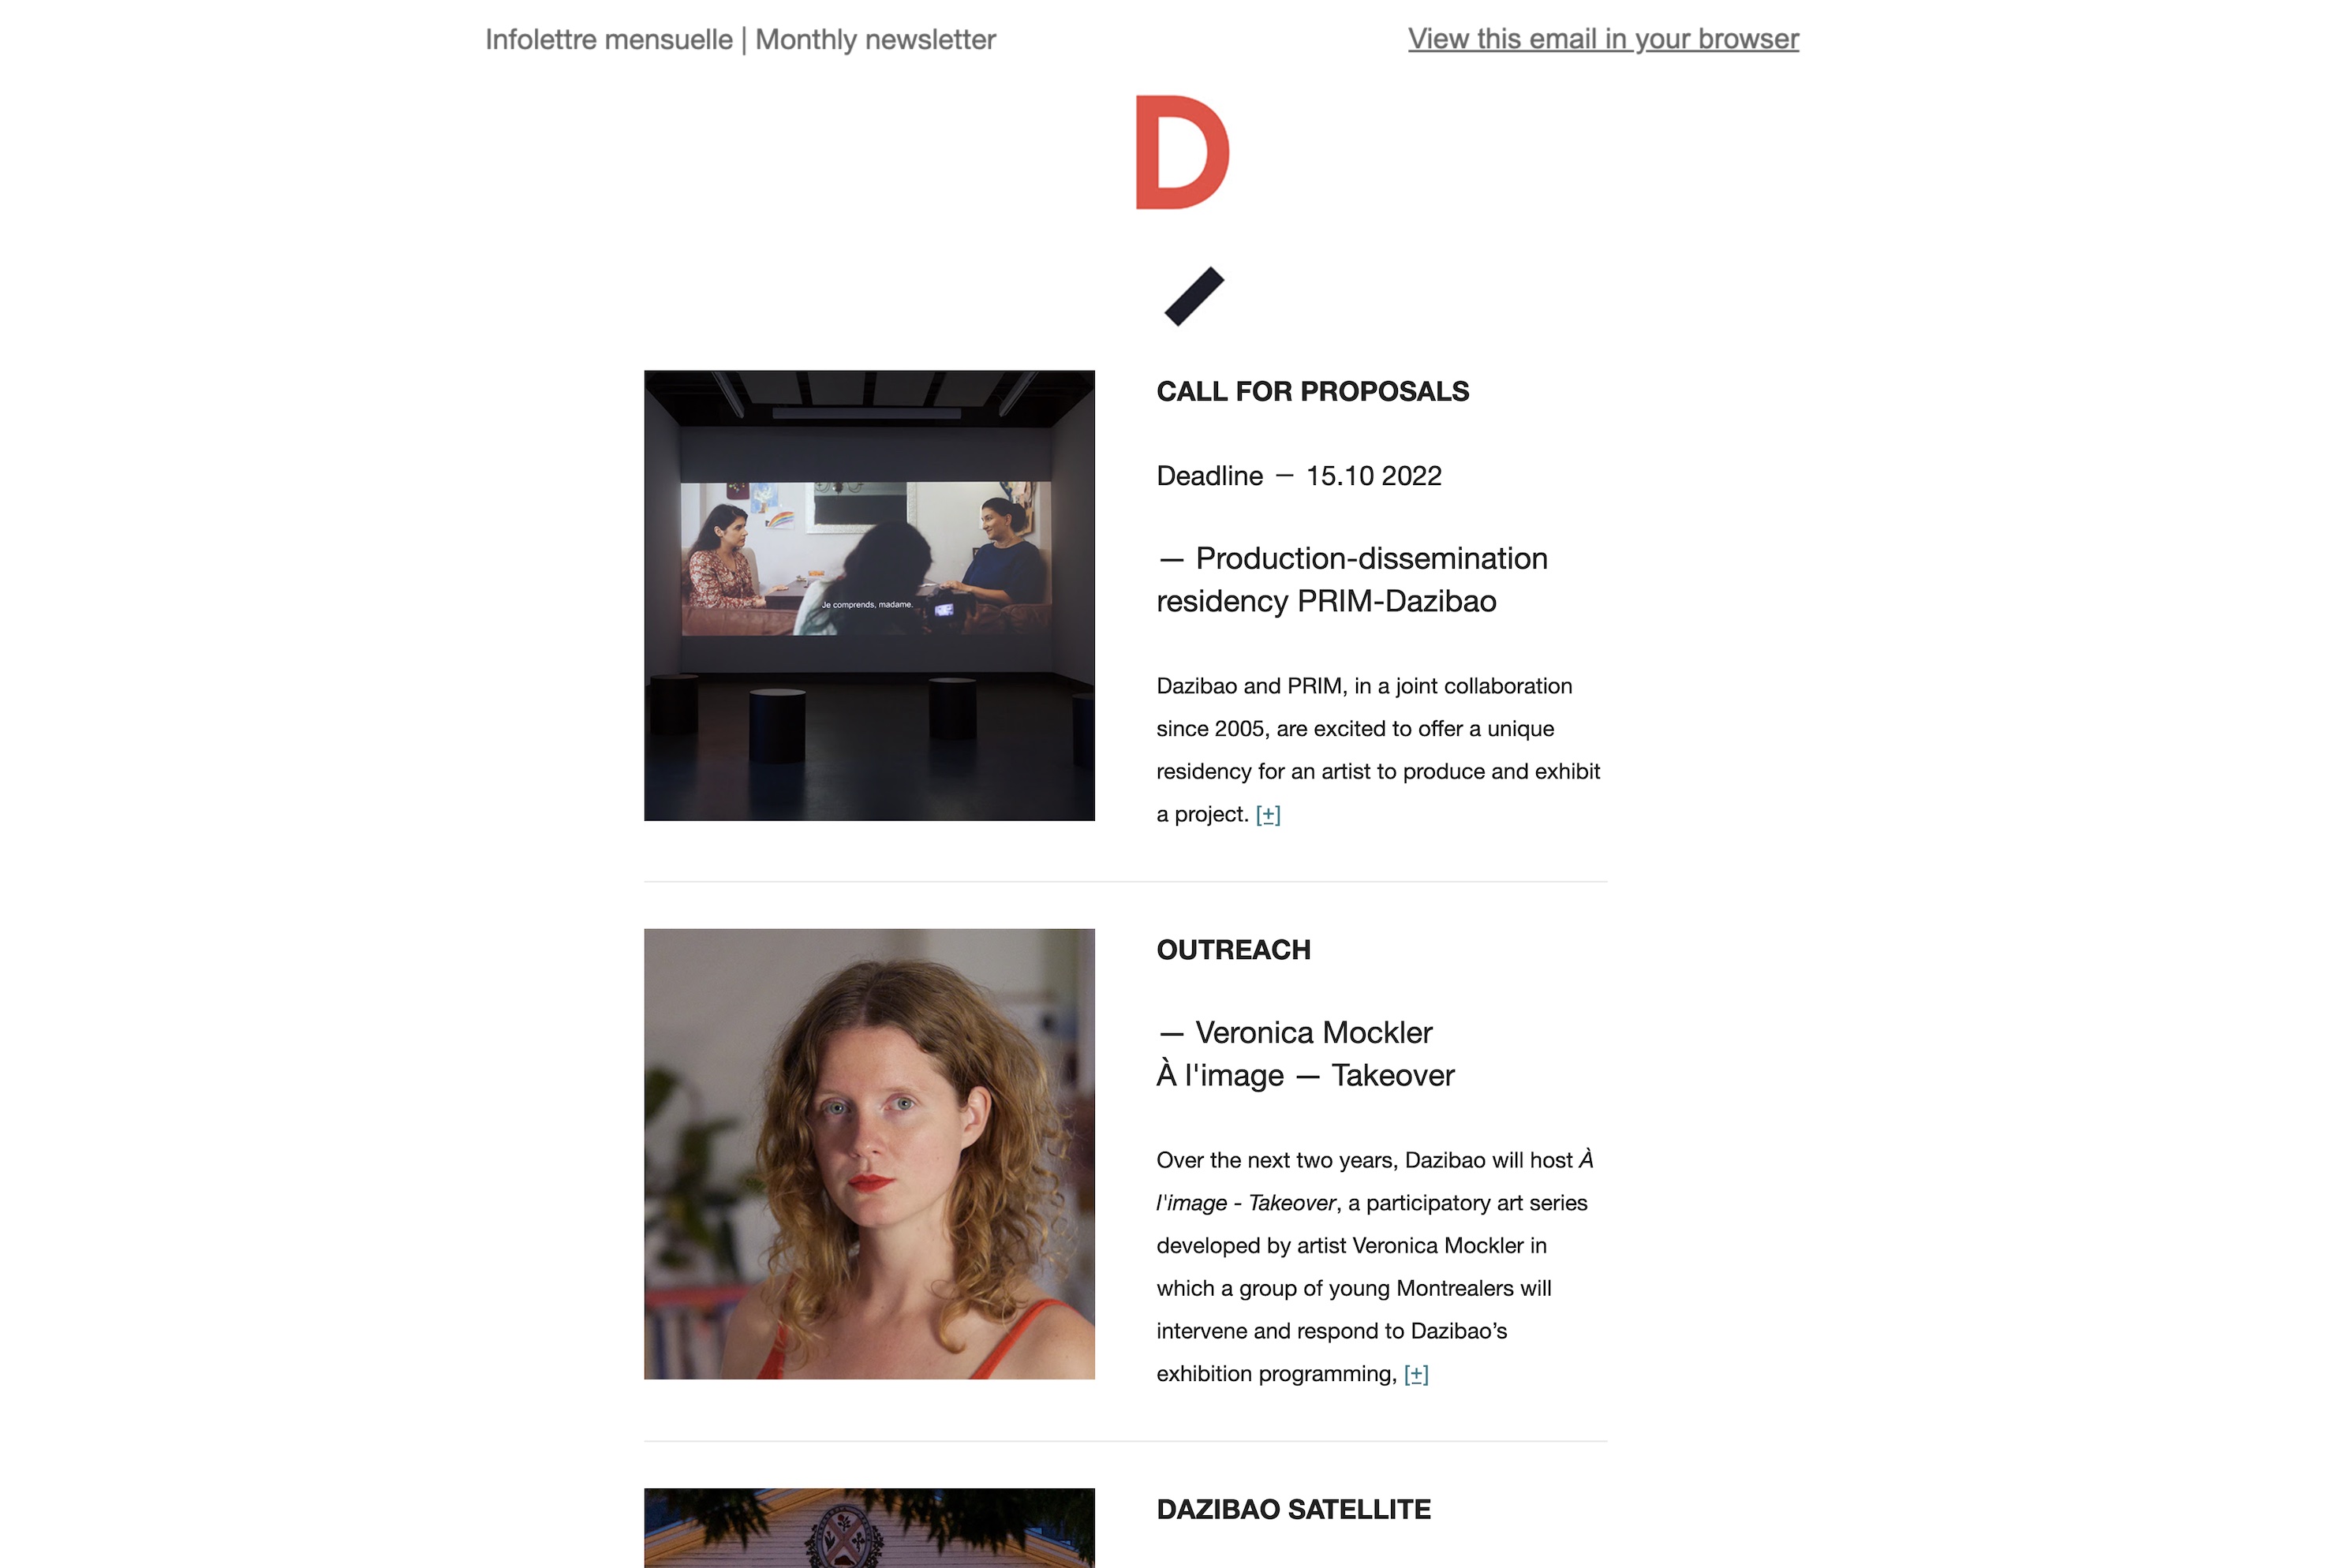 Infolettre mensuelle | Monthly newsletter
View this email in your browser
D
CALL FOR PROPOSALS
Deadline — 15.10 2022
— Production-dissemination
residency PRIM-Dazibao
Je comprends, madame.
Dazibao and PRIM, in a joint collaboration
since 2005, are excited to offer a unique
residency for an artist to produce and exhibit
a project. [+]
OUTREACH
— Veronica Mockler
À l'image — Takeover
Over the next two years, Dazibao will host À
l'image - Takeover, a participatory art series
developed by artist Veronica Mockler in
which a group of young Montrealers will
intervene and respond to Dazibao’s
exhibition programming, [+]
DAZIBAO SATELLITE